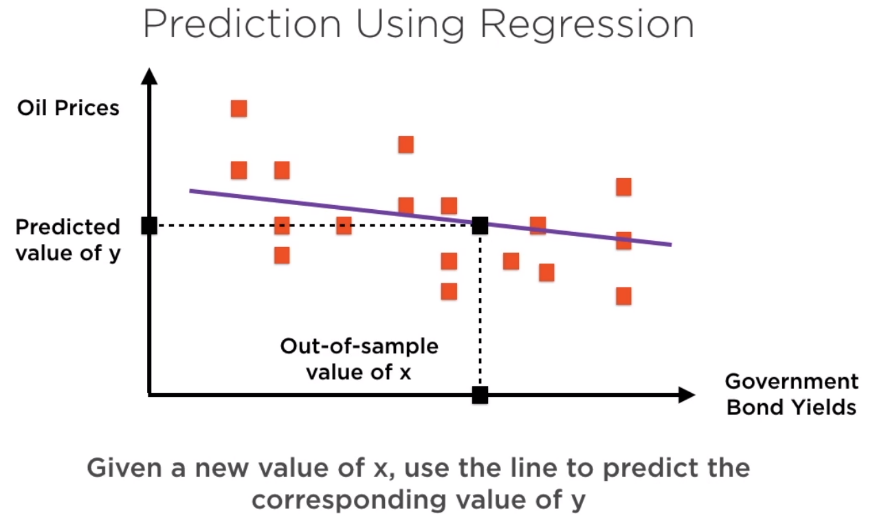 Prediction Using Regression
Oil Prices
Predicted
value of y
Out-of-sample
value of x
Government
Bond Yields
Given a new value of x, use the line to predict the
corresponding value of y